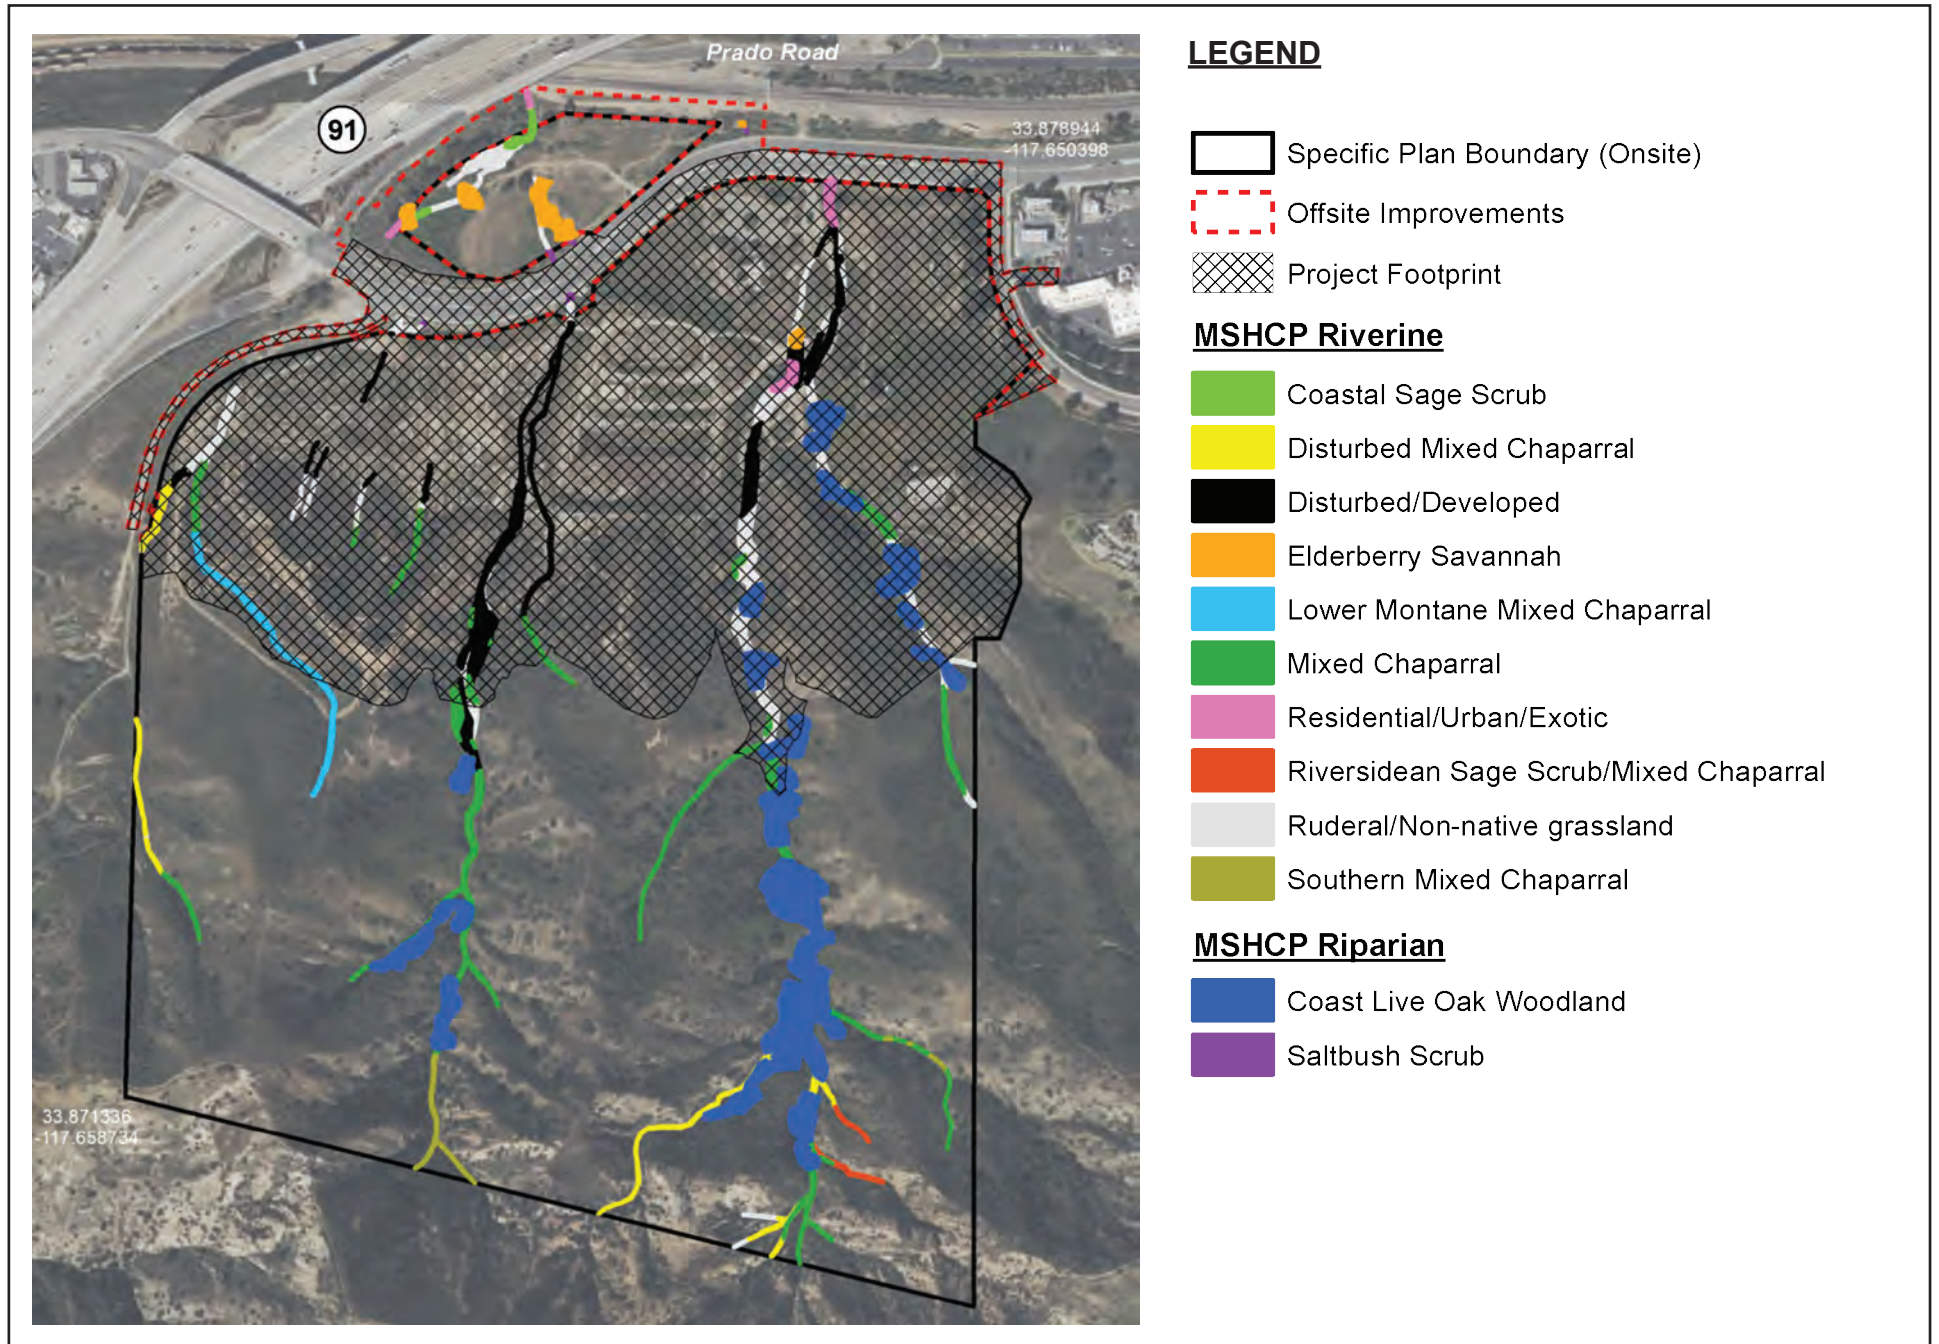 Prado Road
91
33.878944
-117.650398
33.871336
-117.658734
LEGEND
Specific Plan Boundary (Onsite)
Offsite Improvements
Project Footprint
MSHCP Riverine
Coastal Sage Scrub
Disturbed Mixed Chaparral
Disturbed/Developed
Elderberry Savannah
Lower Montane Mixed Chaparral
Mixed Chaparral
Residential/Urban/Exotic
Riversidean Sage Scrub/Mixed Chaparral
Ruderal/Non-native grassland
Southern Mixed Chaparral
MSHCP Riparian
Coast Live Oak Woodland
Saltbush Scrub